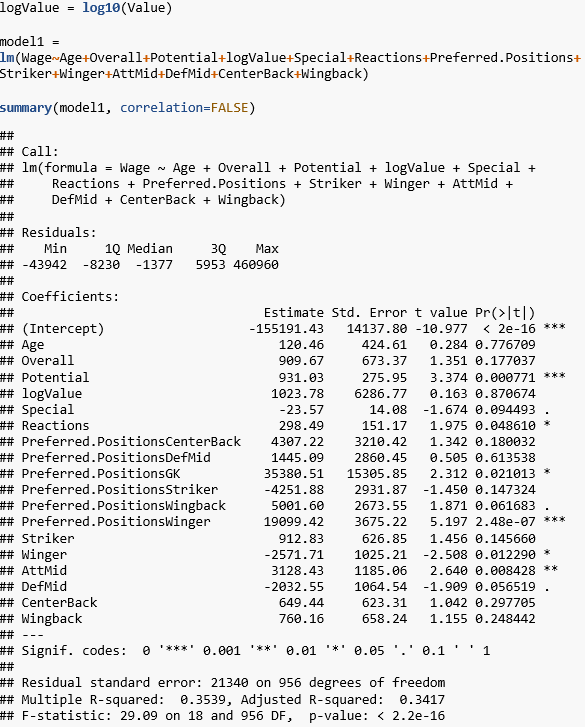 logValue = log10(Value)
model1 =
lm(Wage~Age+Overall+Potential+logValue+Special+Reactions+Preferred.Positions+
Striker+Winger+AttMid+DefMid+CenterBack+Wingback)
summary(model1, correlation=FALSE)
##
## Call:
## lm(formula = Wage ~ Age + Overall + Potential + logValue + Special +
##     Reactions + Preferred.Positions + Striker + Winger + AttMid +
##     DefMid + CenterBack + Wingback)
##
## Residuals:
##    Min     1Q Median     3Q    Max
## -43942  -8230  -1377   5953 460960
##
## Coefficients:
##                                 Estimate Std. Error t value Pr(>|t|)
## (Intercept)                   -155191.43   14137.80 -10.977  < 2e-16 ***
## Age                               120.46     424.61   0.284 0.776709
## Overall                           909.67     673.37   1.351 0.177037
## Potential                         931.03     275.95   3.374 0.000771 ***
## logValue                         1023.78    6286.77   0.163 0.870674
## Special                           -23.57      14.08  -1.674 0.094493 .
## Reactions                         298.49     151.17   1.975 0.048610 *
## Preferred.PositionsCenterBack    4307.22    3210.42   1.342 0.180032
## Preferred.PositionsDefMid        1445.09    2860.45   0.505 0.613538
## Preferred.PositionsGK           35380.51   15305.85   2.312 0.021013 *
## Preferred.PositionsStriker      -4251.88    2931.87  -1.450 0.147324
## Preferred.PositionsWingback      5001.60    2673.55   1.871 0.061683 .
## Preferred.PositionsWinger       19099.42    3675.22   5.197 2.48e-07 ***
## Striker                           912.83     626.85   1.456 0.145660
## Winger                          -2571.71    1025.21  -2.508 0.012290 *
## AttMid                           3128.43    1185.06   2.640 0.008428 **
## DefMid                          -2032.55    1064.54  -1.909 0.056519 .
## CenterBack                        649.44     623.31   1.042 0.297705
## Wingback                          760.16     658.24   1.155 0.248442
## ---
## Signif. codes:  0 '***' 0.001 '**' 0.01 '*' 0.05 '.' 0.1 ' ' 1
##
## Residual standard error: 21340 on 956 degrees of freedom
## Multiple R-squared:  0.3539, Adjusted R-squared:  0.3417
## F-statistic: 29.09 on 18 and 956 DF,  p-value: < 2.2e-16